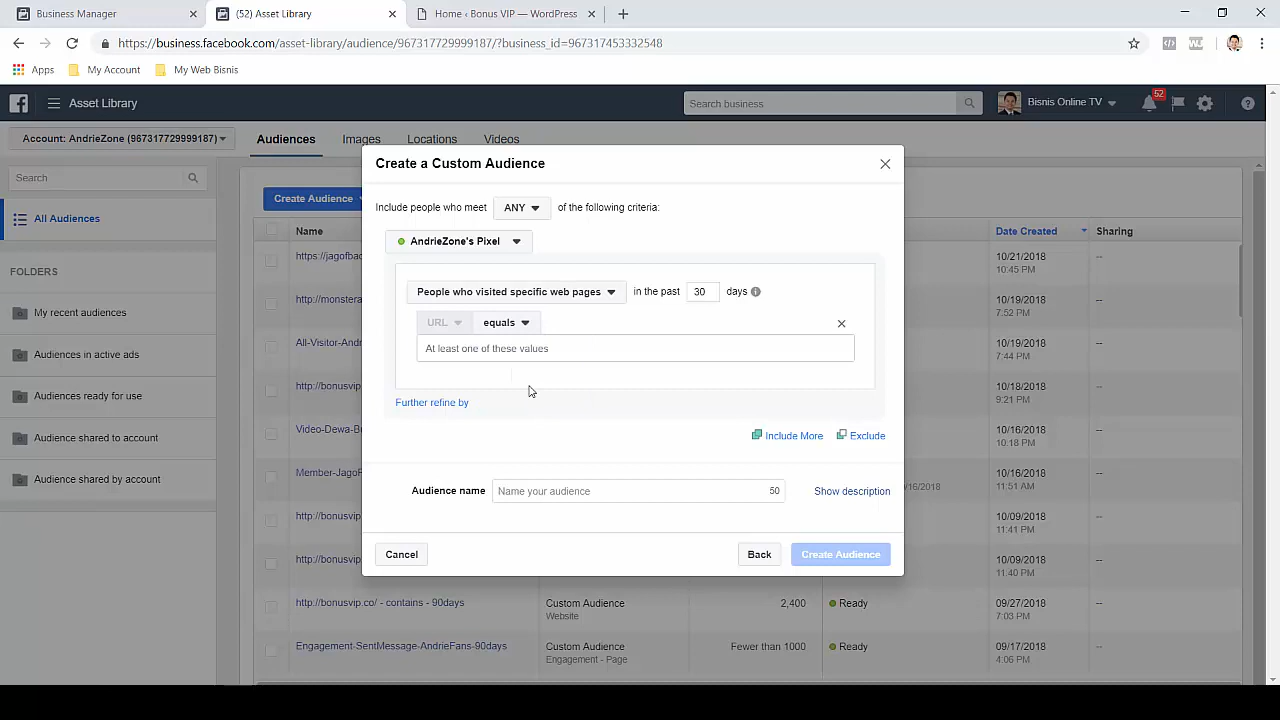 Business Manager
(52) Asset Library
Home ‹ Bonus VIP — WordPress
https://business.facebook.com/asset-library/audience/967317729999187/?business_id=967317453332548
Apps
My Account
My Web Bisnis
Asset Library
Search business
Bisnis Online TV
52
Account: AndrieZone (967317729999187)
Audiences
Images
Locations
Videos
Search
All Audiences
FOLDERS
My recent audiences
Audiences in active ads
Audiences ready for use
Audience shared to account
Audience shared by account
Create Audience
Name
Date Created
Sharing
https://jagofbad
10/21/2018
10:45 PM
--
http://monstera
10/19/2018
7:52 PM
--
All-Visitor-And
10/19/2018
7:44 PM
--
http://bonusvip
10/18/2018
9:21 PM
--
Video-Dewa-Be
10/16/2018
10:18 PM
--
Member-JagoF
/16/2018
10/16/2018
11:51 AM
--
http://bonusvip
10/09/2018
11:41 PM
--
http://bonusvip
10/09/2018
11:40 PM
--
http://bonusvip.co/ - contains - 90days
Custom Audience
Website
2,400
Ready
09/27/2018
7:03 PM
--
Engagement-SentMessage-AndrieFans-90days
Custom Audience
Engagement - Page
Fewer than 1000
Ready
09/17/2018
4:06 PM
--
Create a Custom Audience
Include people who meet ANY of the following criteria:
AndrieZone's Pixel
People who visited specific web pages in the past 30 days
URL equals
At least one of these values
Further refine by
Include More
Exclude
Audience name
Name your audience
50
Show description
Cancel
Back
Create Audience